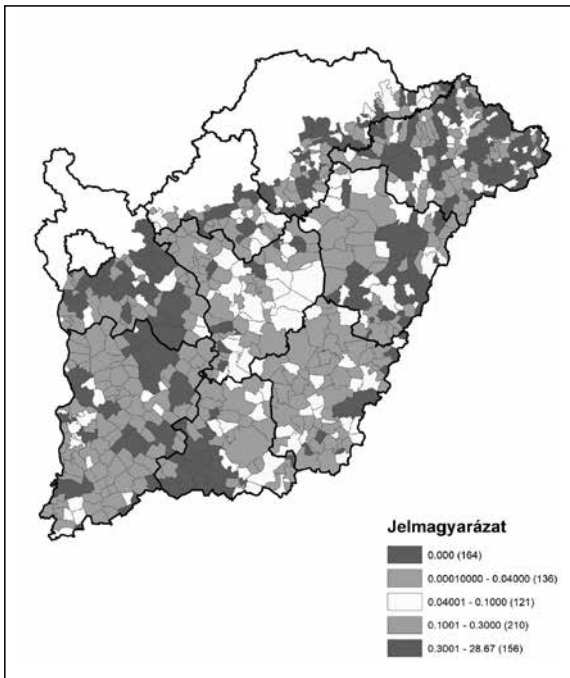 Jelmagyarázat
0.000 (164)
0.00010000 - 0.04000 (136)
0.04001 - 0.1000 (121)
0.1001 - 0.3000 (210)
0.3001 - 28.67 (156)